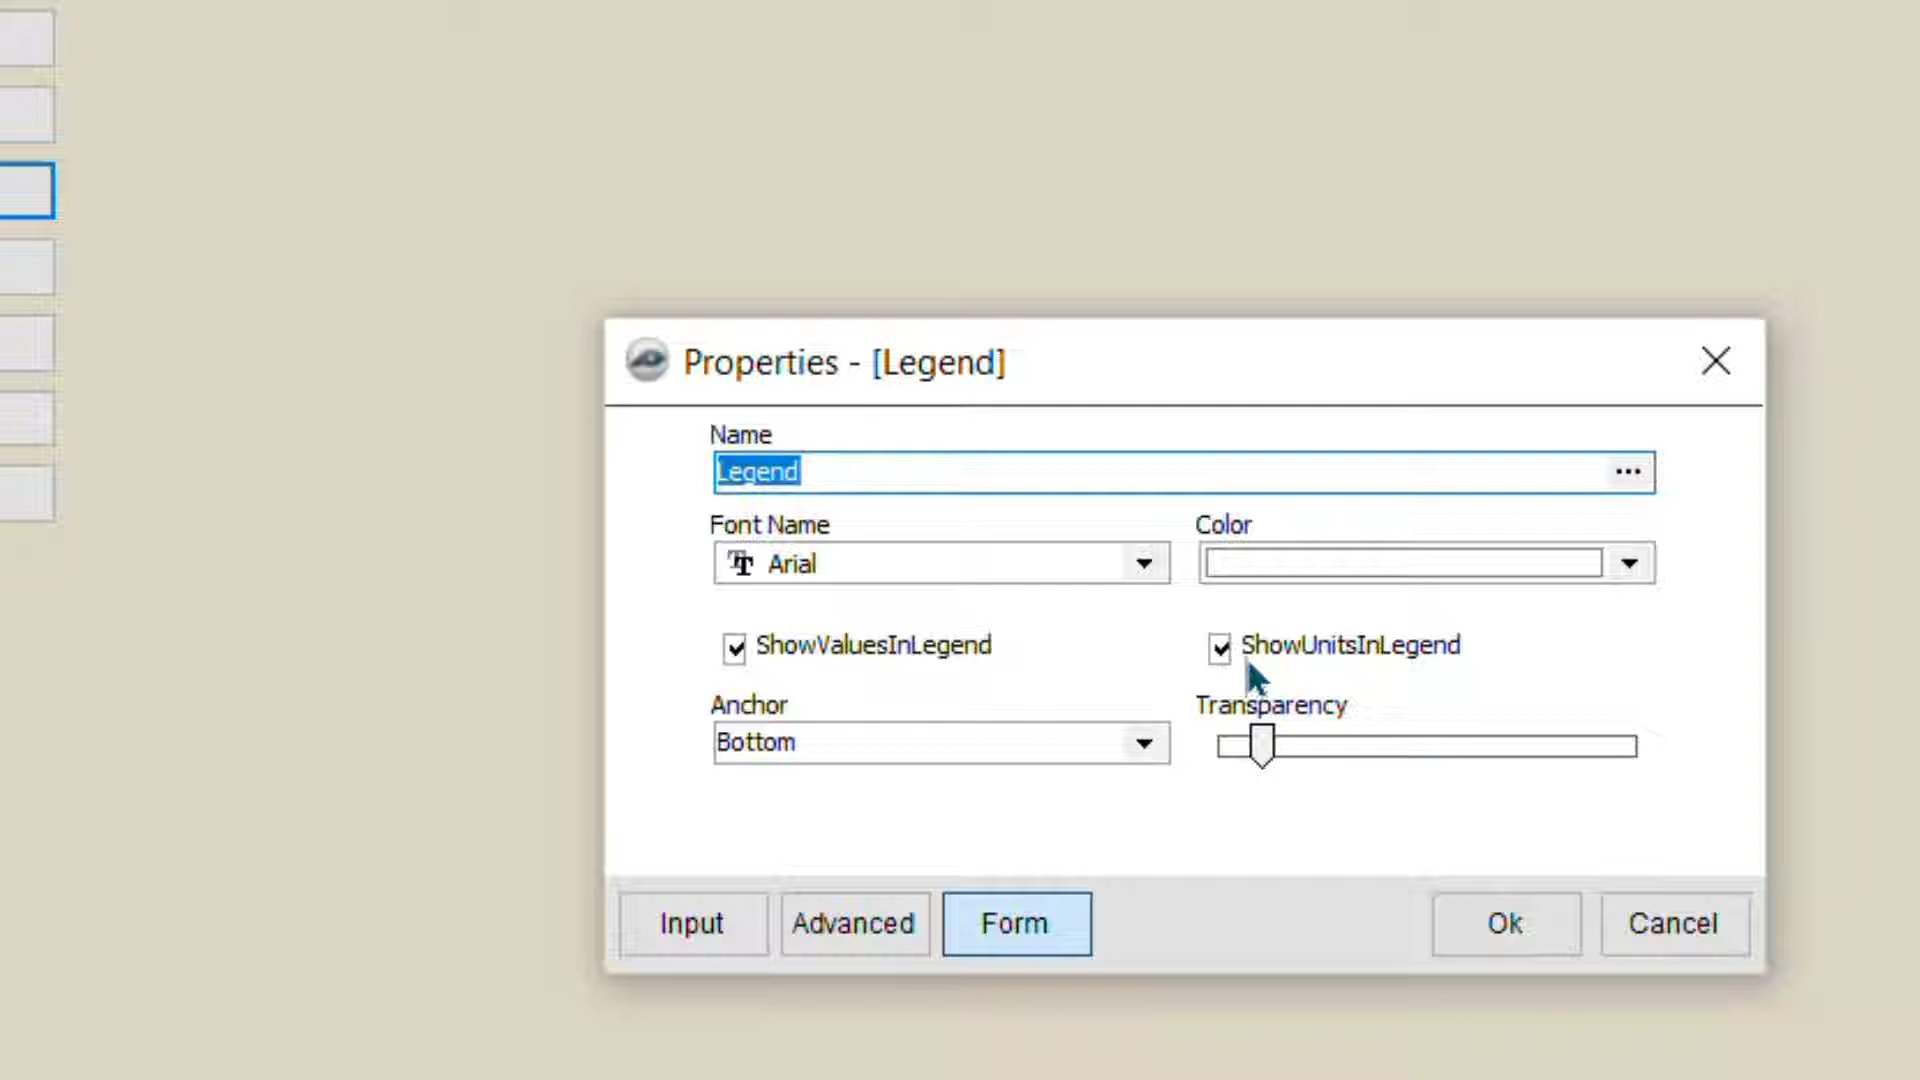 Properties - [Legend]
Name
Legend
Font Name Color
Arial
ShowValuesInLegend ShowUnitsInLegend
Anchor Transparency
Bottom
Input Advanced Form Ok Cancel